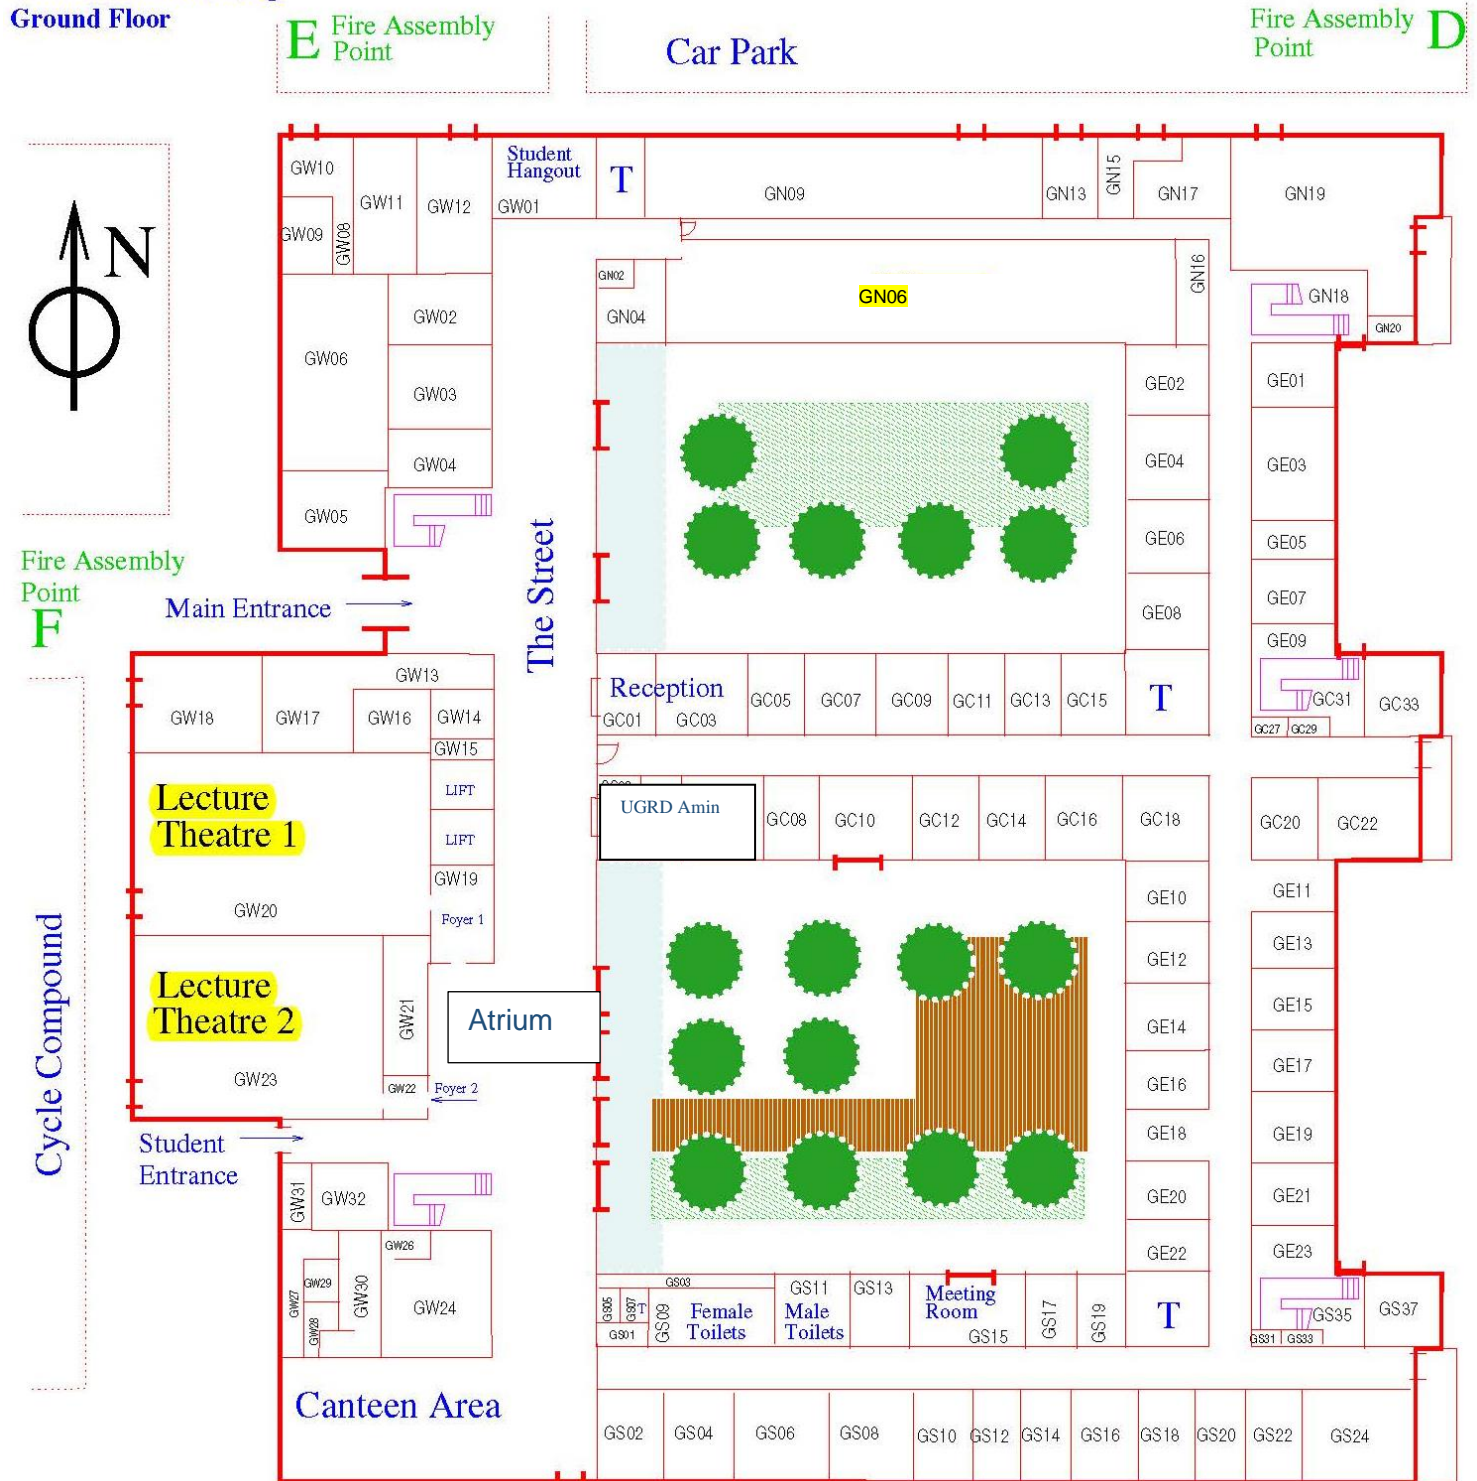 Ground Floor
E Fire Assembly
Point
Car Park
Fire Assembly D
Point
N
GW10
GW09
GW08
GW11
GW12
Student
Hangout
GW01
T
GN09
GN13
GN15
GN17
GN19
GN02
GN04
GN06
GN16
GN18
GN20
GW02
GW06
GW03
GW04
GW05
GE02
GE04
GE06
GE08
GE01
GE03
GE05
GE07
GE09
Fire Assembly
Point
F
Main Entrance
The Street
GW13
GW18
GW17
GW16
GW14
GW15
Reception
GC01
GC03
GC05
GC07
GC09
GC11
GC13
GC15
T
GC31
GC33
GC27
GC29
Lecture
Theatre 1
LIFT
LIFT
GW19
GW20
Foyer 1
UGRD Amin
GC08
GC10
GC12
GC14
GC16
GC18
GC20
GC22
Cycle Compound
Lecture
Theatre 2
GW21
GW23
GW22
Foyer 2
Atrium
GE10
GE12
GE14
GE16
GE18
GE20
GE22
GE11
GE13
GE15
GE17
GE19
GE21
GE23
Student
Entrance
GW31
GW32
GW26
GW27
GW29
GW28
GW30
GW24
GS03
GS05
GS07
T
GS01
GS09
Female
Toilets
GS11
Male
Toilets
GS13
Meeting
Room
GS15
GS17
GS19
T
GS35
GS37
GS31
GS33
Canteen Area
GS02
GS04
GS06
GS08
GS10
GS12
GS14
GS16
GS18
GS20
GS22
GS24